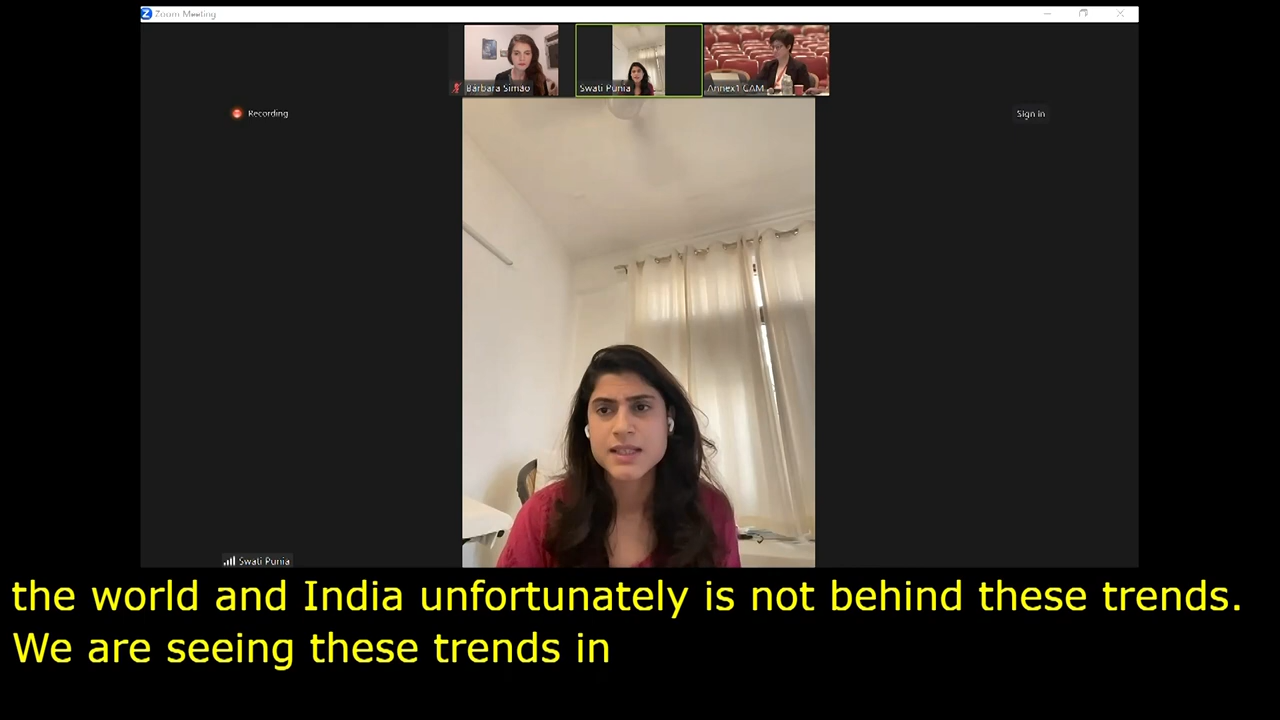 Zoom Meeting
Barbara Simão
Swati Punia
Annex1 CAM
Recording
Sign in
Swati Punia
the world and India unfortunately is not behind these trends.
We are seeing these trends in